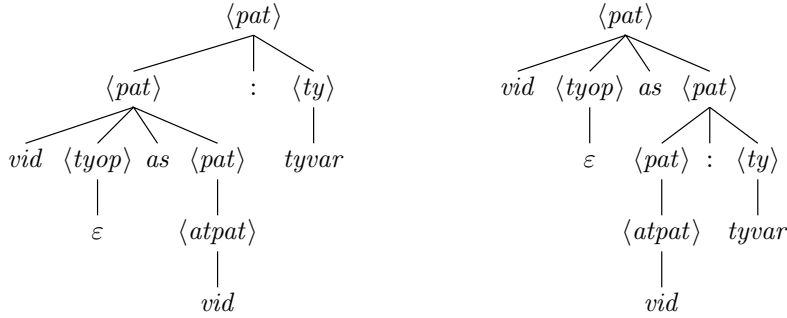 ⟨pat⟩ ⟨pat⟩
⟨pat⟩ : ⟨ty⟩ vid ⟨tyop⟩ as ⟨pat⟩
vid ⟨tyop⟩ as ⟨pat⟩ tyvar ε ⟨pat⟩ : ⟨ty⟩
ε ⟨atpat⟩ ⟨atpat⟩ tyvar
vid vid